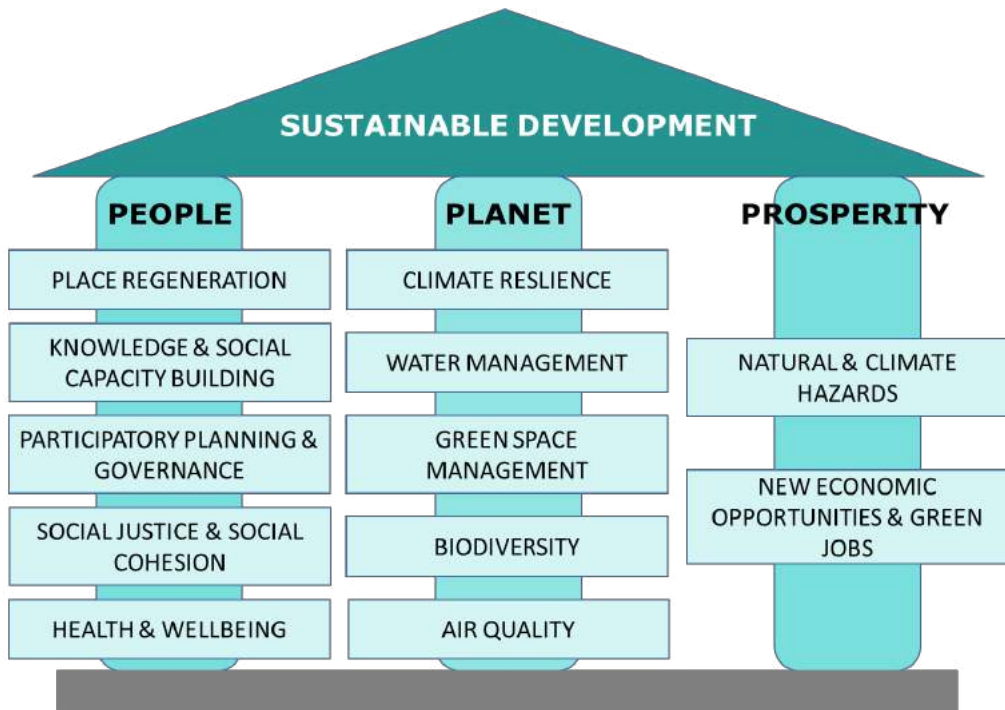 SUSTAINABLE DEVELOPMENT
PEOPLE
PLACE REGENERATION
KNOWLEDGE & SOCIAL
CAPACITY BUILDING
PARTICIPATORY PLANNING &
GOVERNANCE
SOCIAL JUSTICE & SOCIAL
COHESION
HEALTH & WELLBEING
PLANET
CLIMATE RESLIENCE
WATER MANAGEMENT
GREEN SPACE
MANAGEMENT
BIODIVERSITY
AIR QUALITY
PROSPERITY
NATURAL & CLIMATE
HAZARDS
NEW ECONOMIC
OPPORTUNITIES & GREEN
JOBS